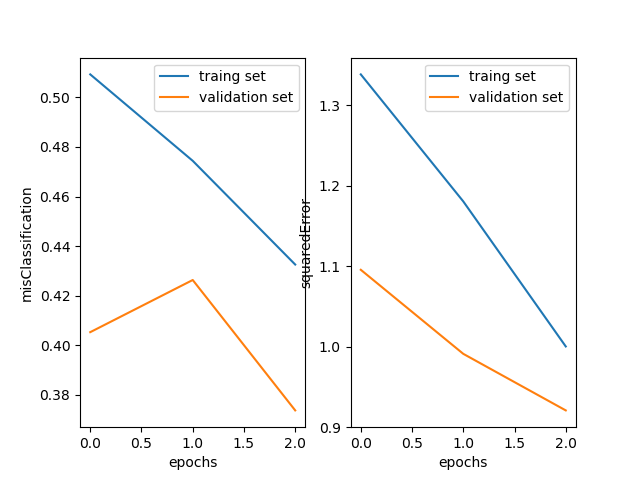 traing set
validation set
misClassification
0.50
0.48
0.46
0.44
0.42
0.40
0.38
0.0 0.5 1.0 1.5 2.0
epochs
traing set
validation set
squaredError
1.3
1.2
1.1
1.0
0.9
0.0 0.5 1.0 1.5 2.0
epochs